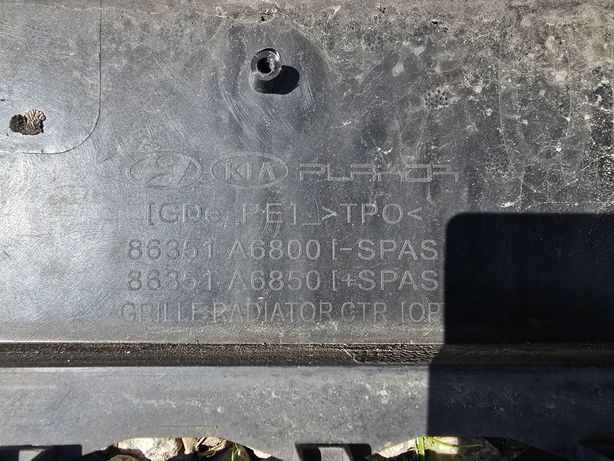 KIA PLAKOR
[GDe_PE1_]>TPO<
86351 A6800 [-SPAS
86351 A6850 [+SPAS
GRILLE RADIATOR CTR [OP